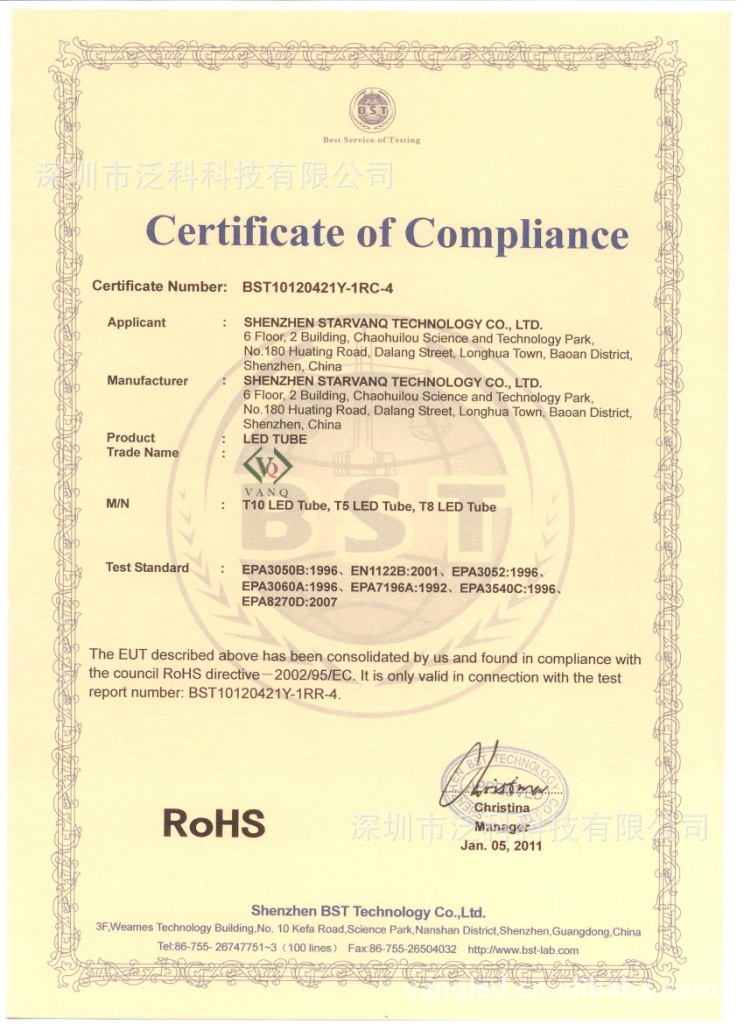 BST
Best Service of Testing
深圳市泛科科技有限公司
Certificate of Compliance
Certificate Number: BST10120421Y-1RC-4
Applicant : SHENZHEN STARVANQ TECHNOLOGY CO., LTD.
6 Floor, 2 Building, Chaohuilou Science and Technology Park,
No.180 Huating Road, Dalang Street, Longhua Town, Baoan District,
Shenzhen, China
Manufacturer : SHENZHEN STARVANQ TECHNOLOGY CO., LTD.
6 Floor, 2 Building, Chaohuilou Science and Technology Park,
No.180 Huating Road, Dalang Street, Longhua Town, Baoan District,
Shenzhen, China
Product : LED TUBE
Trade Name :
VQ
VANQ
M/N : T10 LED Tube, T5 LED Tube, T8 LED Tube
BST
Test Standard : EPA3050B:1996、EN1122B:2001、EPA3052:1996、
EPA3060A:1996、EPA7196A:1992、EPA3540C:1996、
EPA8270D:2007
The EUT described above has been consolidated by us and found in compliance with
the council RoHS directive－2002/95/EC. It is only valid in connection with the test
report number: BST10120421Y-1RR-4.
Christina
Christina
Manager
Jan. 05, 2011
RoHS
深圳市泛科科技有限公司
Shenzhen BST Technology Co.,Ltd.
3F,Weames Technology Building,No. 10 Kefa Road,Science Park,Nanshan District,Shenzhen,Guangdong,China
Tel:86-755- 26747751~3（100 lines） Fax:86-755-26504032 http://www.bst-lab.com